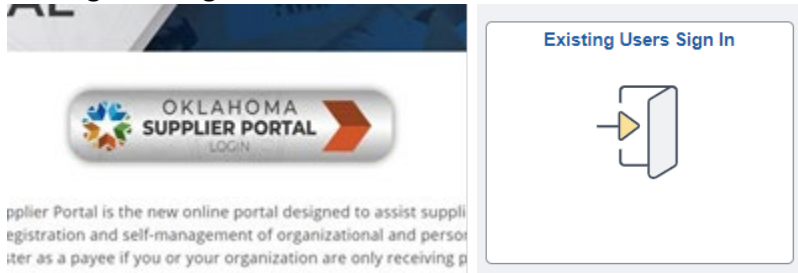 OKLAHOMA
SUPPLIER PORTAL
LOGIN
pplier Portal is the new online portal designed to assist suppli
egistration and self-management of organizational and persor
ster as a payee if you or your organization are only receiving p
Existing Users Sign In